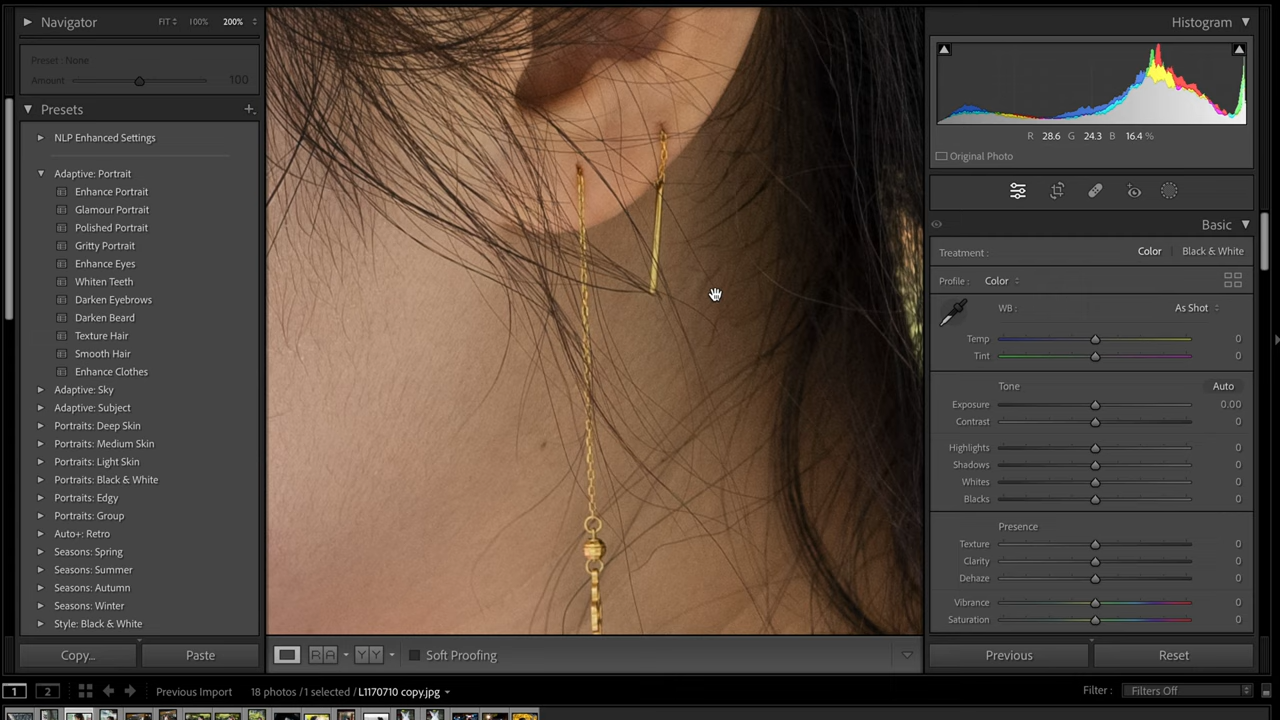 Navigator
FIT 100% 200%
Preset : None
Amount 100
Presets
NLP Enhanced Settings
Adaptive: Portrait
Enhance Portrait
Glamour Portrait
Polished Portrait
Gritty Portrait
Enhance Eyes
Whiten Teeth
Darken Eyebrows
Darken Beard
Texture Hair
Smooth Hair
Enhance Clothes
Adaptive: Sky
Adaptive: Subject
Portraits: Deep Skin
Portraits: Medium Skin
Portraits: Light Skin
Portraits: Black & White
Portraits: Edgy
Portraits: Group
Auto+: Retro
Seasons: Spring
Seasons: Summer
Seasons: Autumn
Seasons: Winter
Style: Black & White
Copy... Paste
R A Y Y Soft Proofing
Histogram
R 28.6 G 24.3 B 16.4 %
Original Photo
Basic
Treatment : Color Black & White
Profile : Color
WB : As Shot
Temp 0
Tint 0
Tone Auto
Exposure 0.00
Contrast 0
Highlights 0
Shadows 0
Whites 0
Blacks 0
Presence
Texture 0
Clarity 0
Dehaze 0
Vibrance 0
Saturation 0
Previous Reset
1 2 Previous Import 18 photos / 1 selected / L1170710 copy.jpg Filter : Filters Off